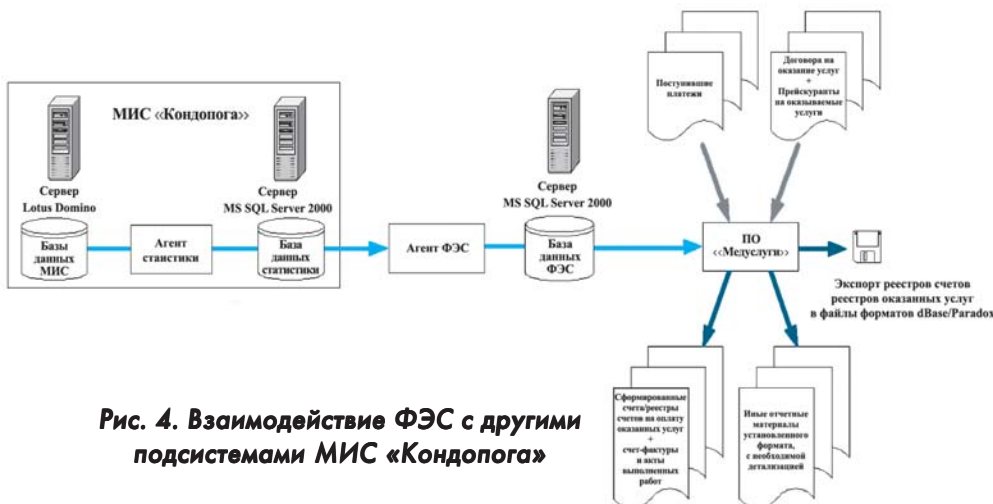 Поступившие
платежи
Договора на
оказание услуг
+
Прейскуранты
на оказываемые
услуги
МИС «Кондопога»
Сервер
Lotus Domino
Сервер
MS SQL Server 2000
Сервер
MS SQL Server 2000
Базы
данных
МИС
Агент
стаистики
База
данных
статистики
Агент ФЭС
База
данных
ФЭС
ПО
«Медуслуги»
Экспорт реестров счетов
реестров оказанных услуг
в файлы форматов dBase/Paradox
Сформированные
счета/реестры
счетов на оплату
оказанных услуг
+
счет-фактуры
и акты
выполненных
работ
Иные отчетные
материалы
установленного
формата,
с необходимой
детализацией
Рис. 4. Взаимодействие ФЭС с другими
подсистемами МИС «Кондопога»